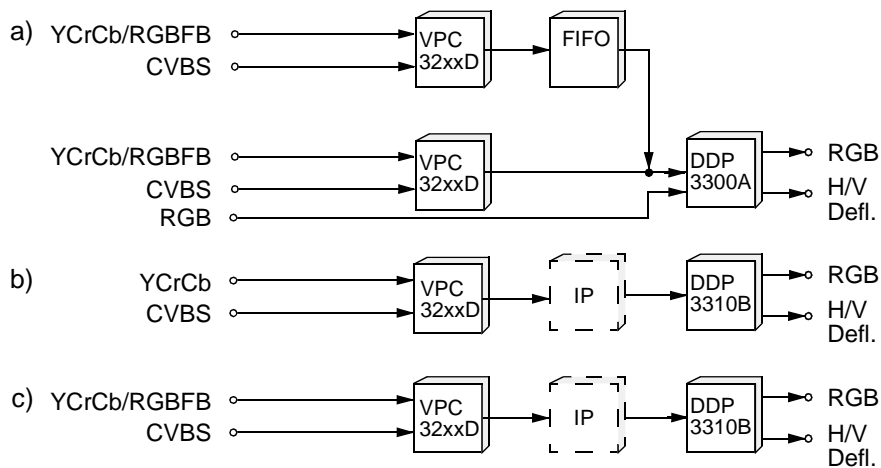 a)
YCrCb/RGBFB
CVBS
VPC
32xxD
FIFO
YCrCb/RGBFB
CVBS
RGB
VPC
32xxD
DDP
3300A
RGB
H/V
Defl.
b)
YCrCb
CVBS
VPC
32xxD
IP
DDP
3310B
RGB
H/V
Defl.
c)
YCrCb/RGBFB
CVBS
VPC
32xxD
IP
DDP
3310B
RGB
H/V
Defl.